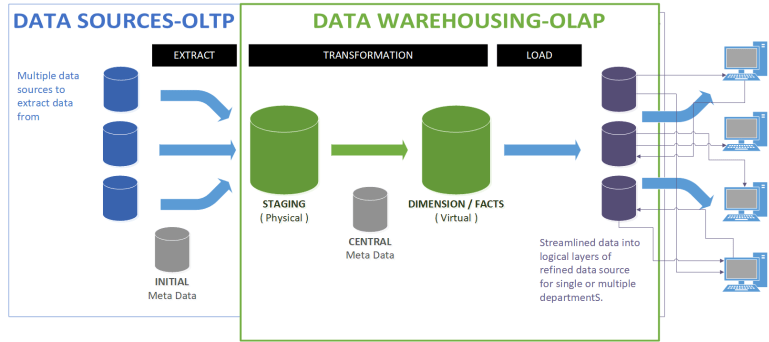 DATA SOURCES-OLTP
DATA WAREHOUSING-OLAP
EXTRACT
TRANSFORMATION
LOAD
Multiple data
sources to
extract data
from
STAGING
( Physical )
DIMENSION / FACTS
( Virtual )
CENTRAL
Meta Data
INITIAL
Meta Data
Streamlined data into
logical layers of
refined data source
for single or multiple
departmentS.